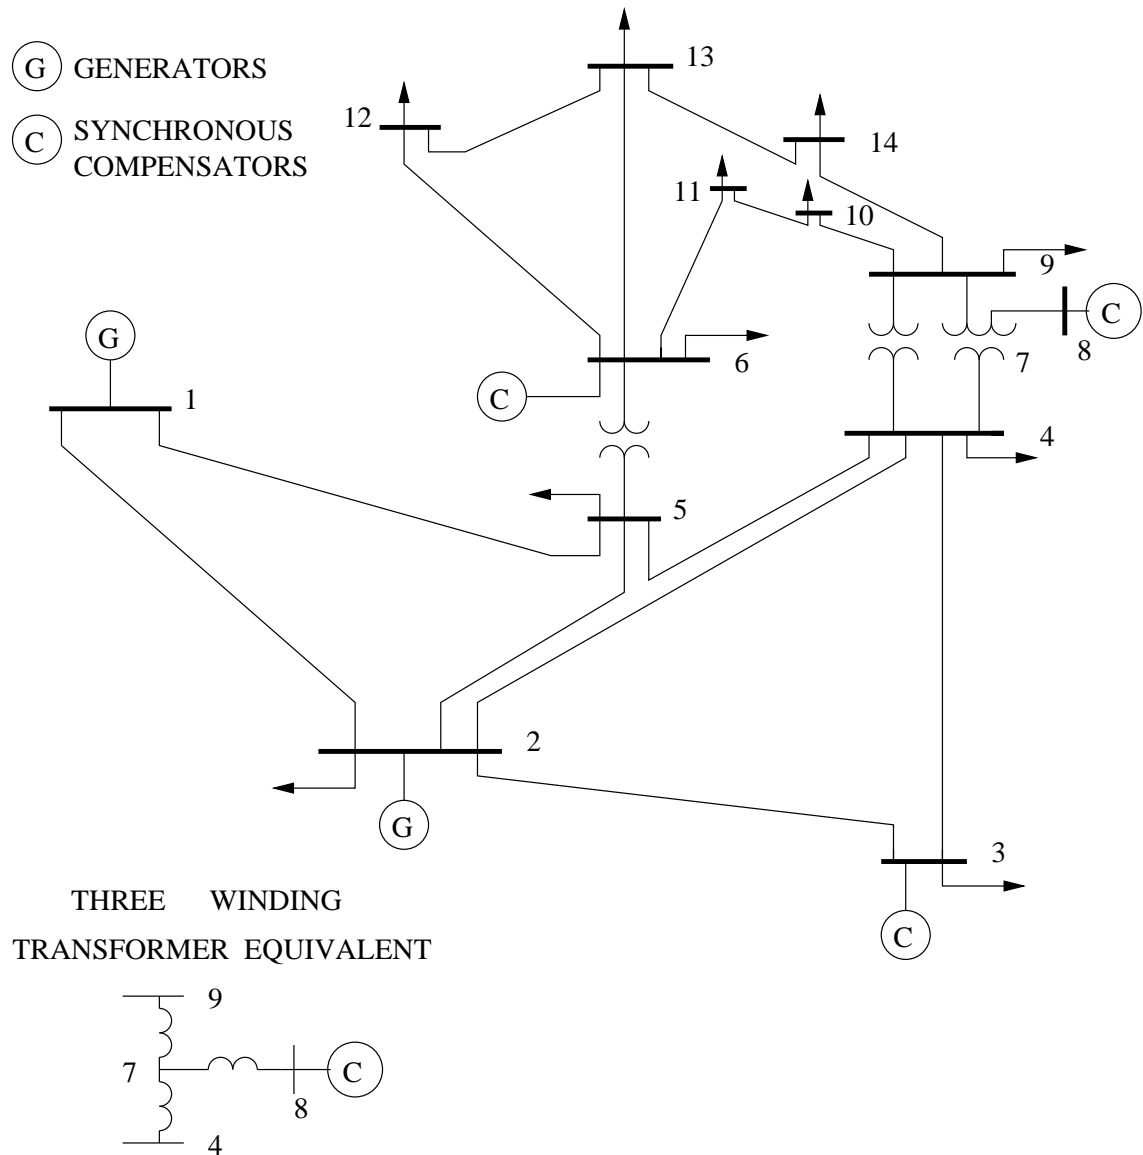 G GENERATORS
C SYNCHRONOUS
COMPENSATORS
13
12
14
11
10
9
C
8
7
G
1
6
C
4
5
2
G
3
C
THREE WINDING
TRANSFORMER EQUIVALENT
9
7
C
8
4